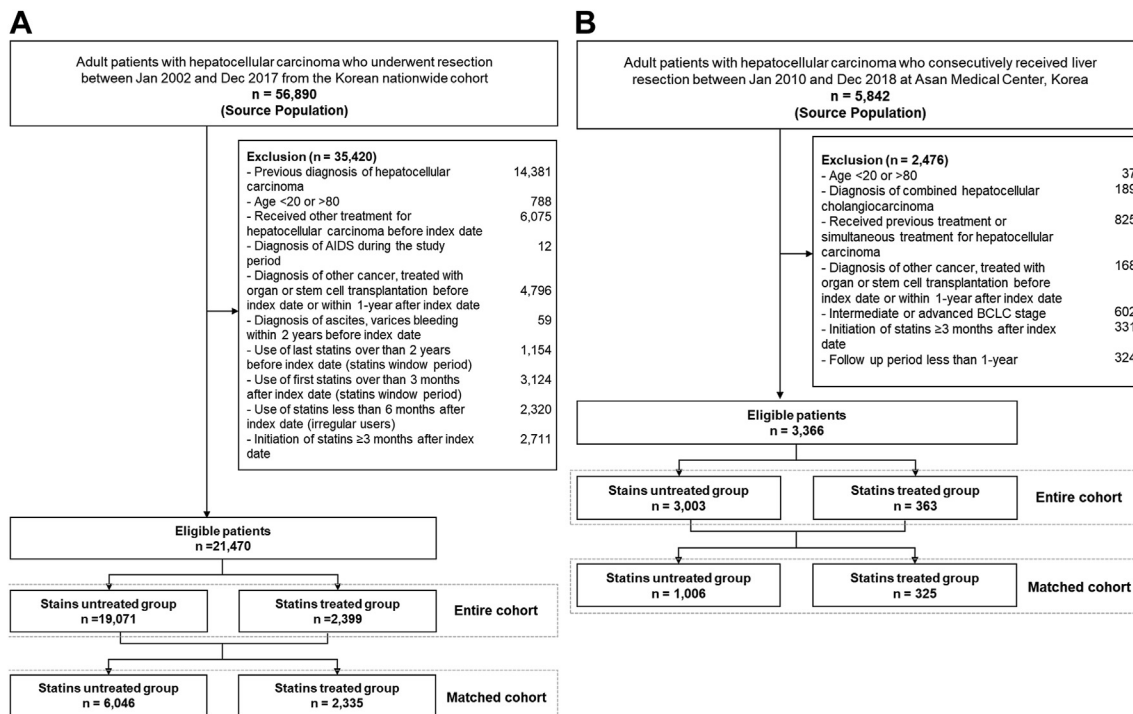 A
Adult patients with hepatocellular carcinoma who underwent resection
between Jan 2002 and Dec 2017 from the Korean nationwide cohort
n = 56,890
(Source Population)
Exclusion (n = 35,420)
- Previous diagnosis of hepatocellular 14,381
carcinoma
- Age <20 or >80 788
- Received other treatment for 6,075
hepatocellular carcinoma before index date
- Diagnosis of AIDS during the study 12
period
- Diagnosis of other cancer, treated with
organ or stem cell transplantation before 4,796
index date or within 1-year after index date
- Diagnosis of ascites, varices bleeding 59
within 2 years before index date
- Use of last statins over 2 years 1,154
before index date (statins window period)
- Use of first statins over 3 months 3,124
after index date (statins window period)
- Use of statins less than 6 months after 2,320
index date (irregular users)
- Initiation of statins ≥3 months after index 2,711
date
Eligible patients
n =21,470
Stains untreated group
n =19,071
Statins treated group
n =2,399
Entire cohort
Statins untreated group
n = 6,046
Statins treated group
n = 2,335
Matched cohort
B
Adult patients with hepatocellular carcinoma who consecutively received liver
resection between Jan 2010 and Dec 2018 at Asan Medical Center, Korea
n = 5,842
(Source Population)
Exclusion (n = 2,476)
- Age <20 or >80 37
- Diagnosis of combined hepatocellular 189
cholangiocarcinoma
- Received previous treatment or 825
simultaneous treatment for hepatocellular
carcinoma
- Diagnosis of other cancer, treated with 168
organ or stem cell transplantation before
index date or within 1-year after index date
- Intermediate or advanced BCLC stage 602
- Initiation of statins ≥3 months after index 331
date
- Follow up period less than 1-year 324
Eligible patients
n = 3,366
Stains untreated group
n = 3,003
Statins treated group
n = 363
Entire cohort
Stains untreated group
n = 1,006
Statins treated group
n = 325
Matched cohort